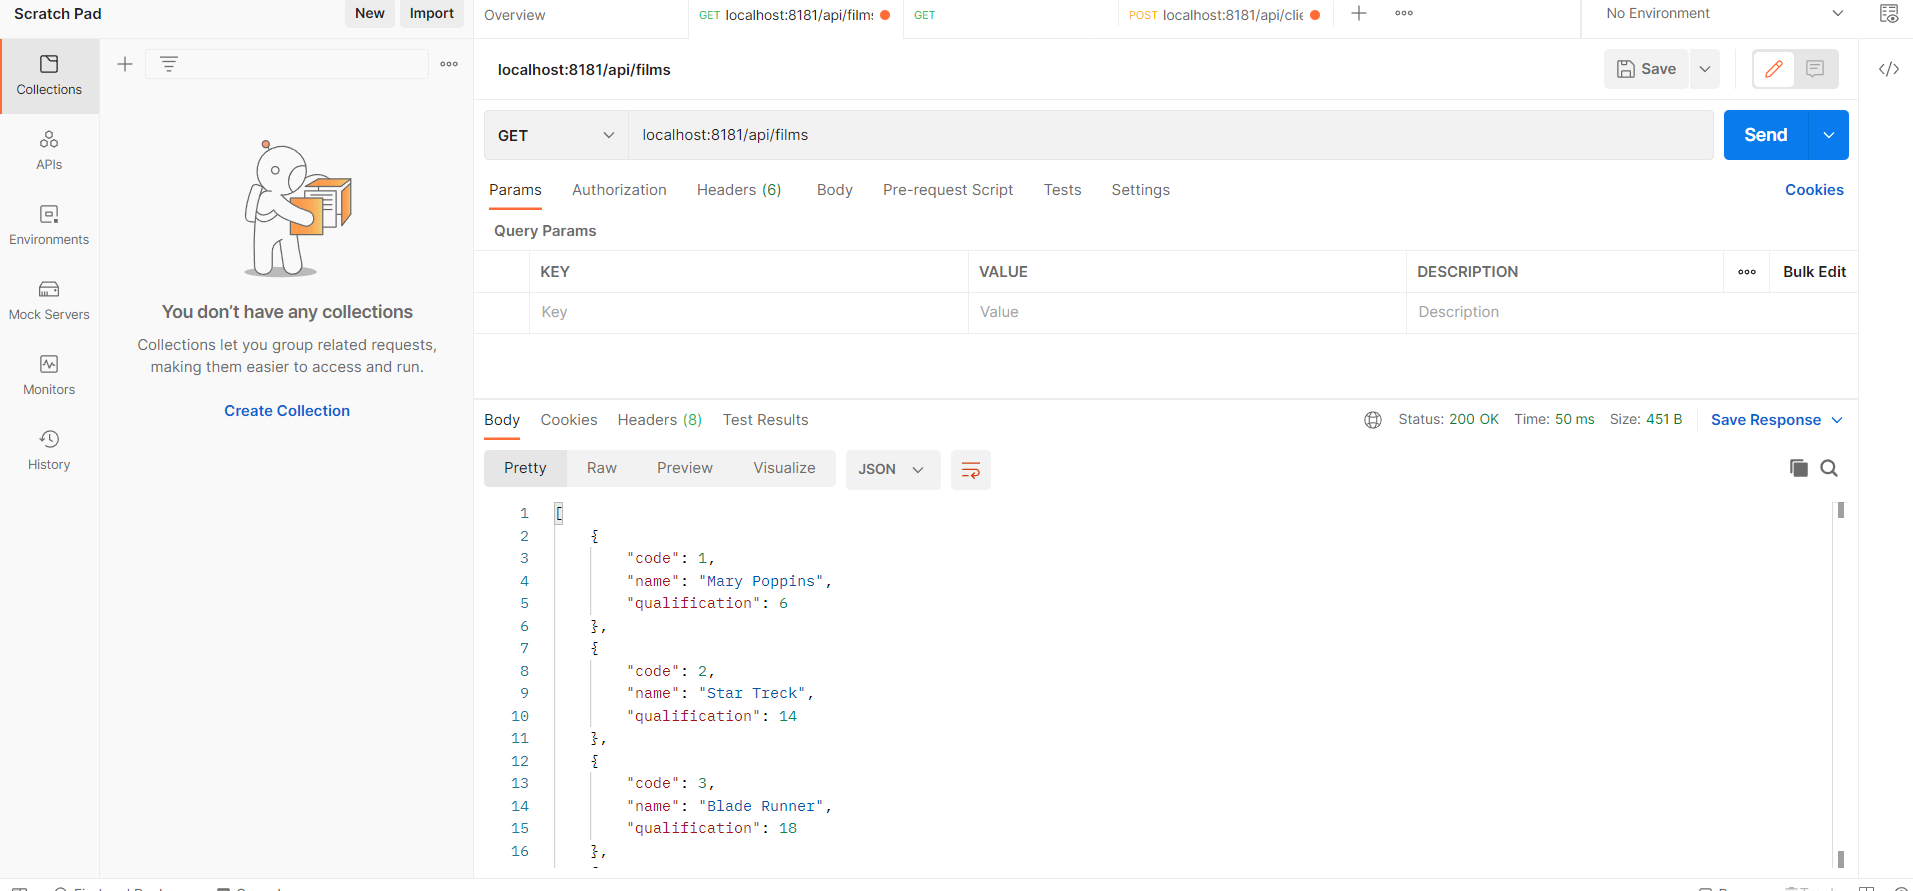 Scratch Pad
New
Import
Overview
GET localhost:8181/api/films
GET
POST localhost:8181/api/clie
No Environment
Collections
APIs
Environments
Mock Servers
Monitors
History
You don’t have any collections
Collections let you group related requests,
making them easier to access and run.
Create Collection
localhost:8181/api/films
Save
GET
localhost:8181/api/films
Send
Params
Authorization
Headers (6)
Body
Pre-request Script
Tests
Settings
Cookies
Query Params
KEY
VALUE
DESCRIPTION
Bulk Edit
Key
Value
Description
Body
Cookies
Headers (8)
Test Results
Status: 200 OK
Time: 50 ms
Size: 451 B
Save Response
Pretty
Raw
Preview
Visualize
JSON
1 [
2 {
3 "code": 1,
4 "name": "Mary Poppins",
5 "qualification": 6
6 },
7 {
8 "code": 2,
9 "name": "Star Treck",
10 "qualification": 14
11 },
12 {
13 "code": 3,
14 "name": "Blade Runner",
15 "qualification": 18
16 },